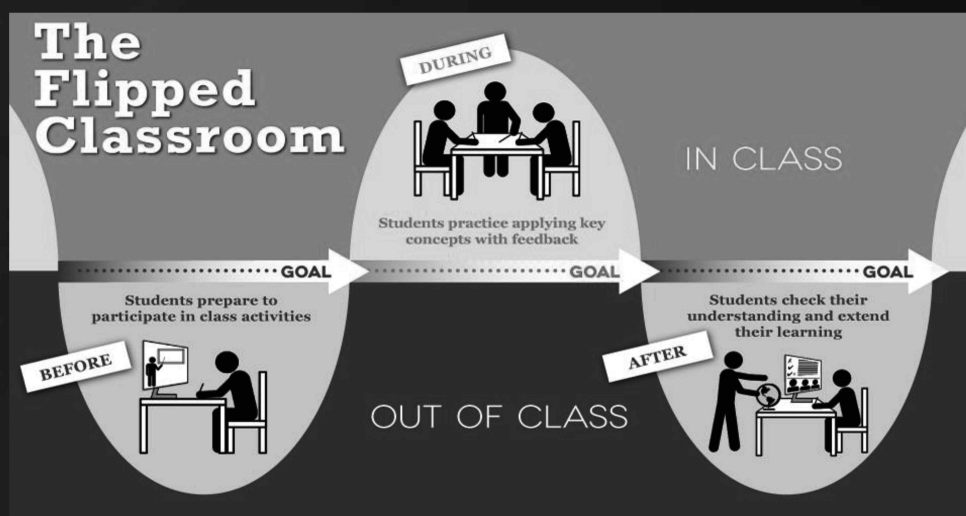 The
Flipped
Classroom
DURING
IN CLASS
Students practice applying key
concepts with feedback
GOAL
GOAL
GOAL
Students prepare to
participate in class activities
BEFORE
OUT OF CLASS
Students check their
understanding and extend
their learning
AFTER